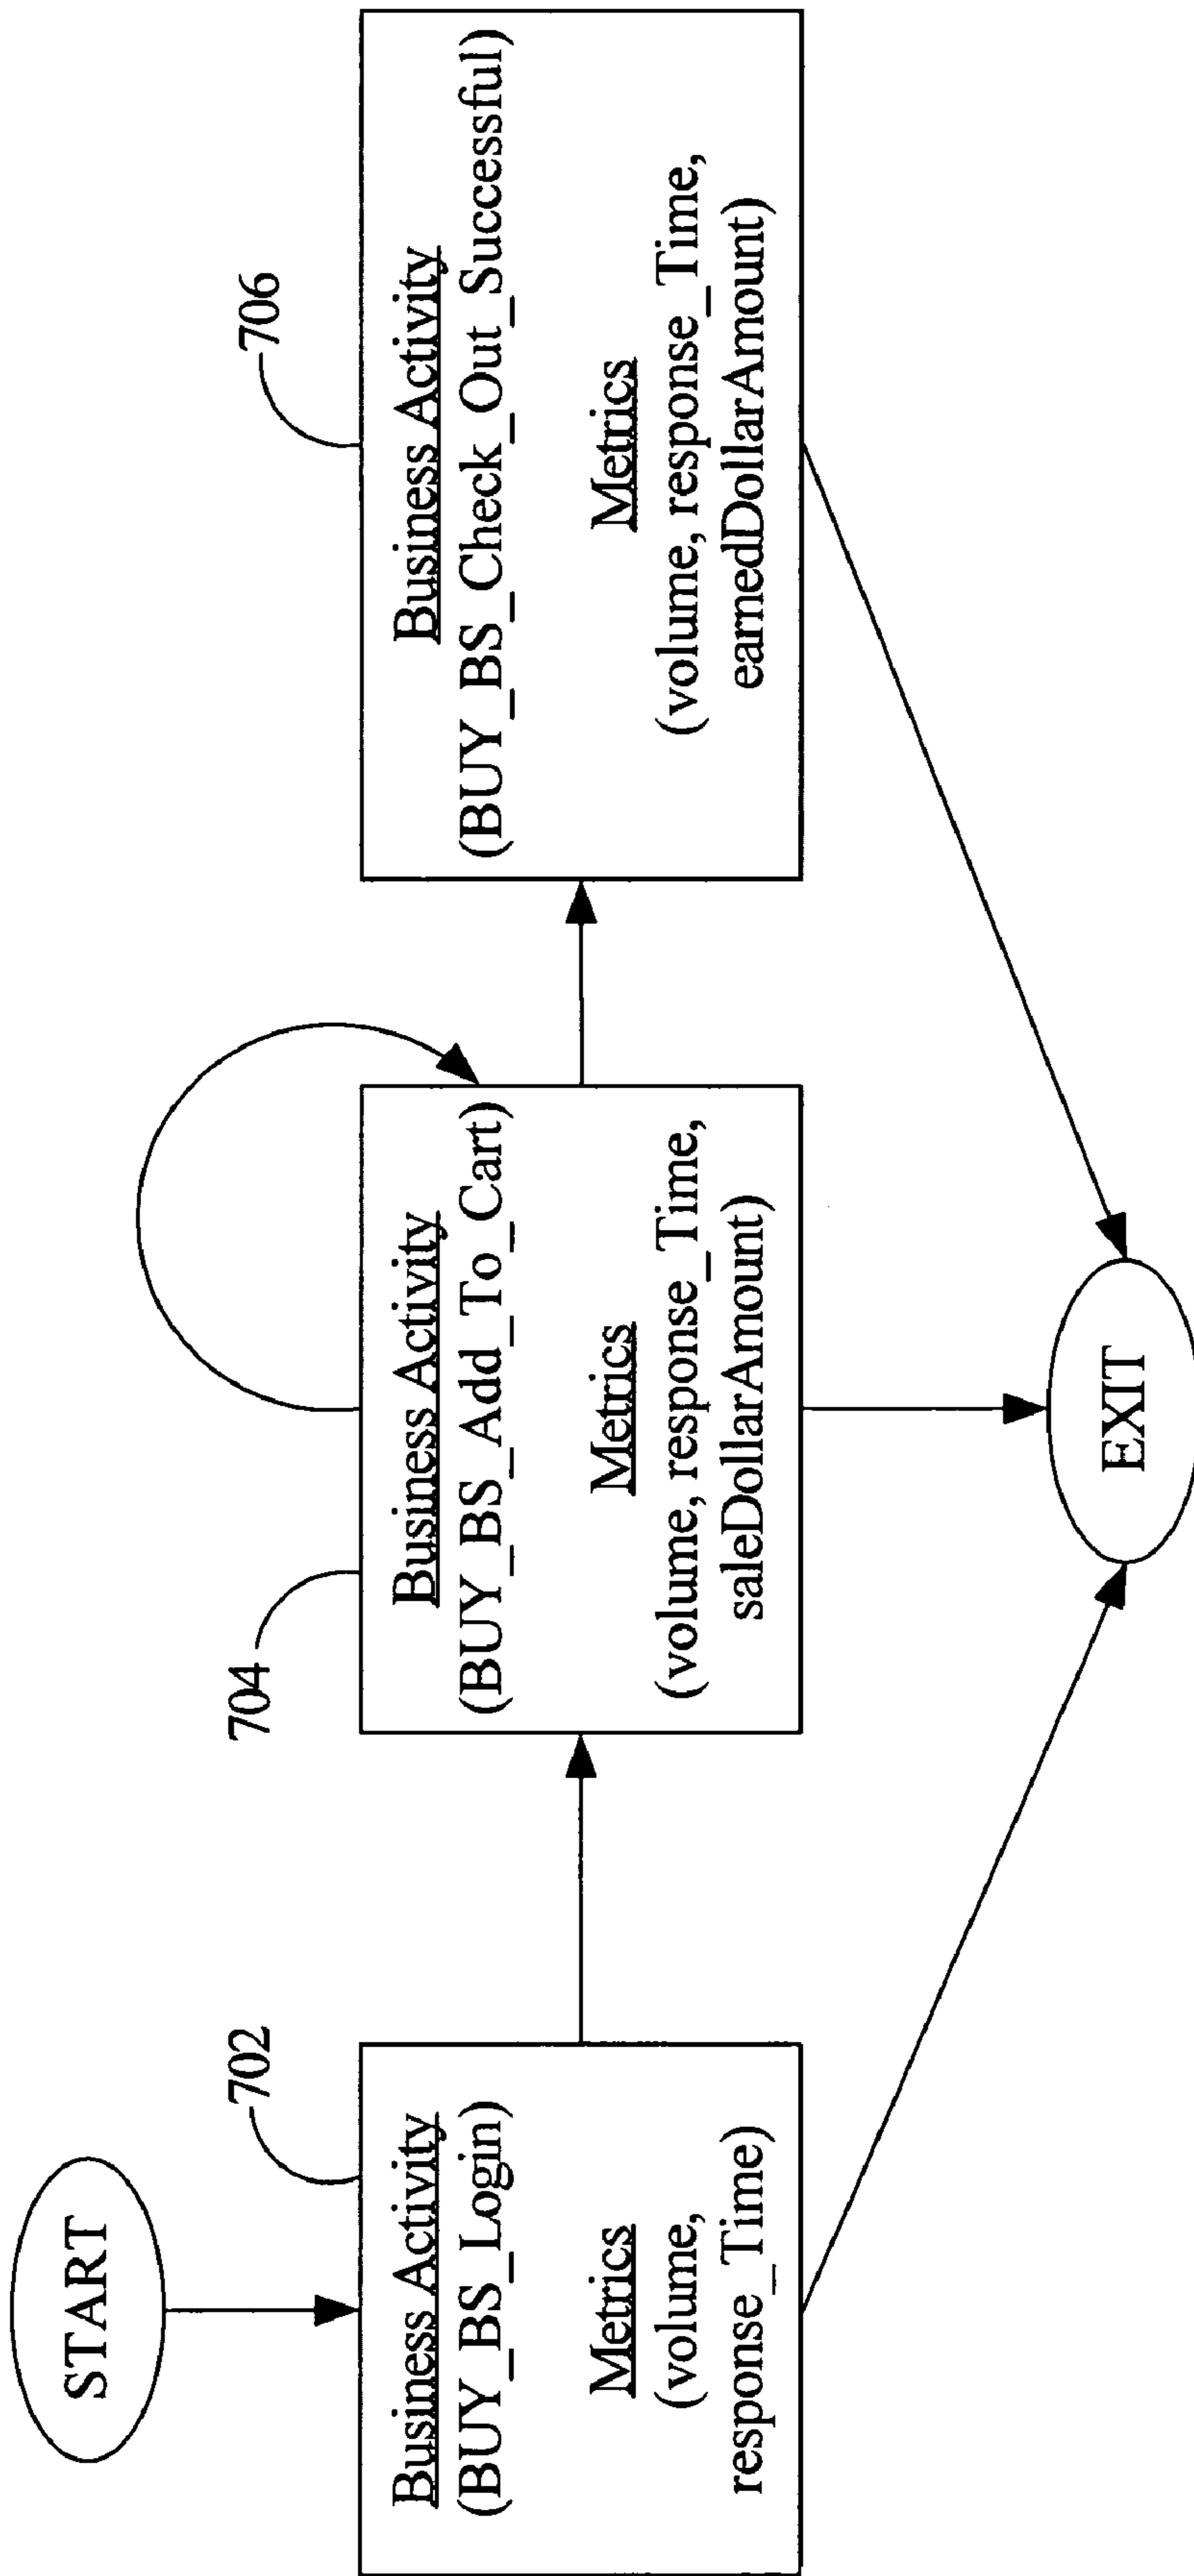 START
702
Business Activity
(BUY_BS_Login)
Metrics
(volume,
response_Time)
704
Business Activity
(BUY_BS_Add_To_Cart)
Metrics
(volume, response_Time,
saleDollarAmount)
706
Business Activity
(BUY_BS_Check_Out_Successful)
Metrics
(volume, response_Time,
earnedDollarAmount)
EXIT